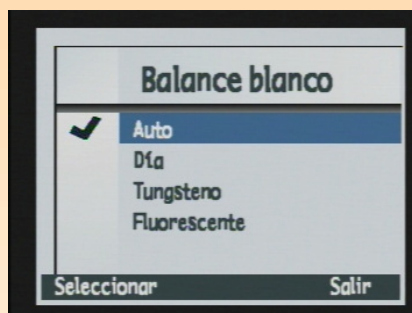 Balance blanco
Auto
Día
Tungsteno
Fluorescente
Seleccionar Salir